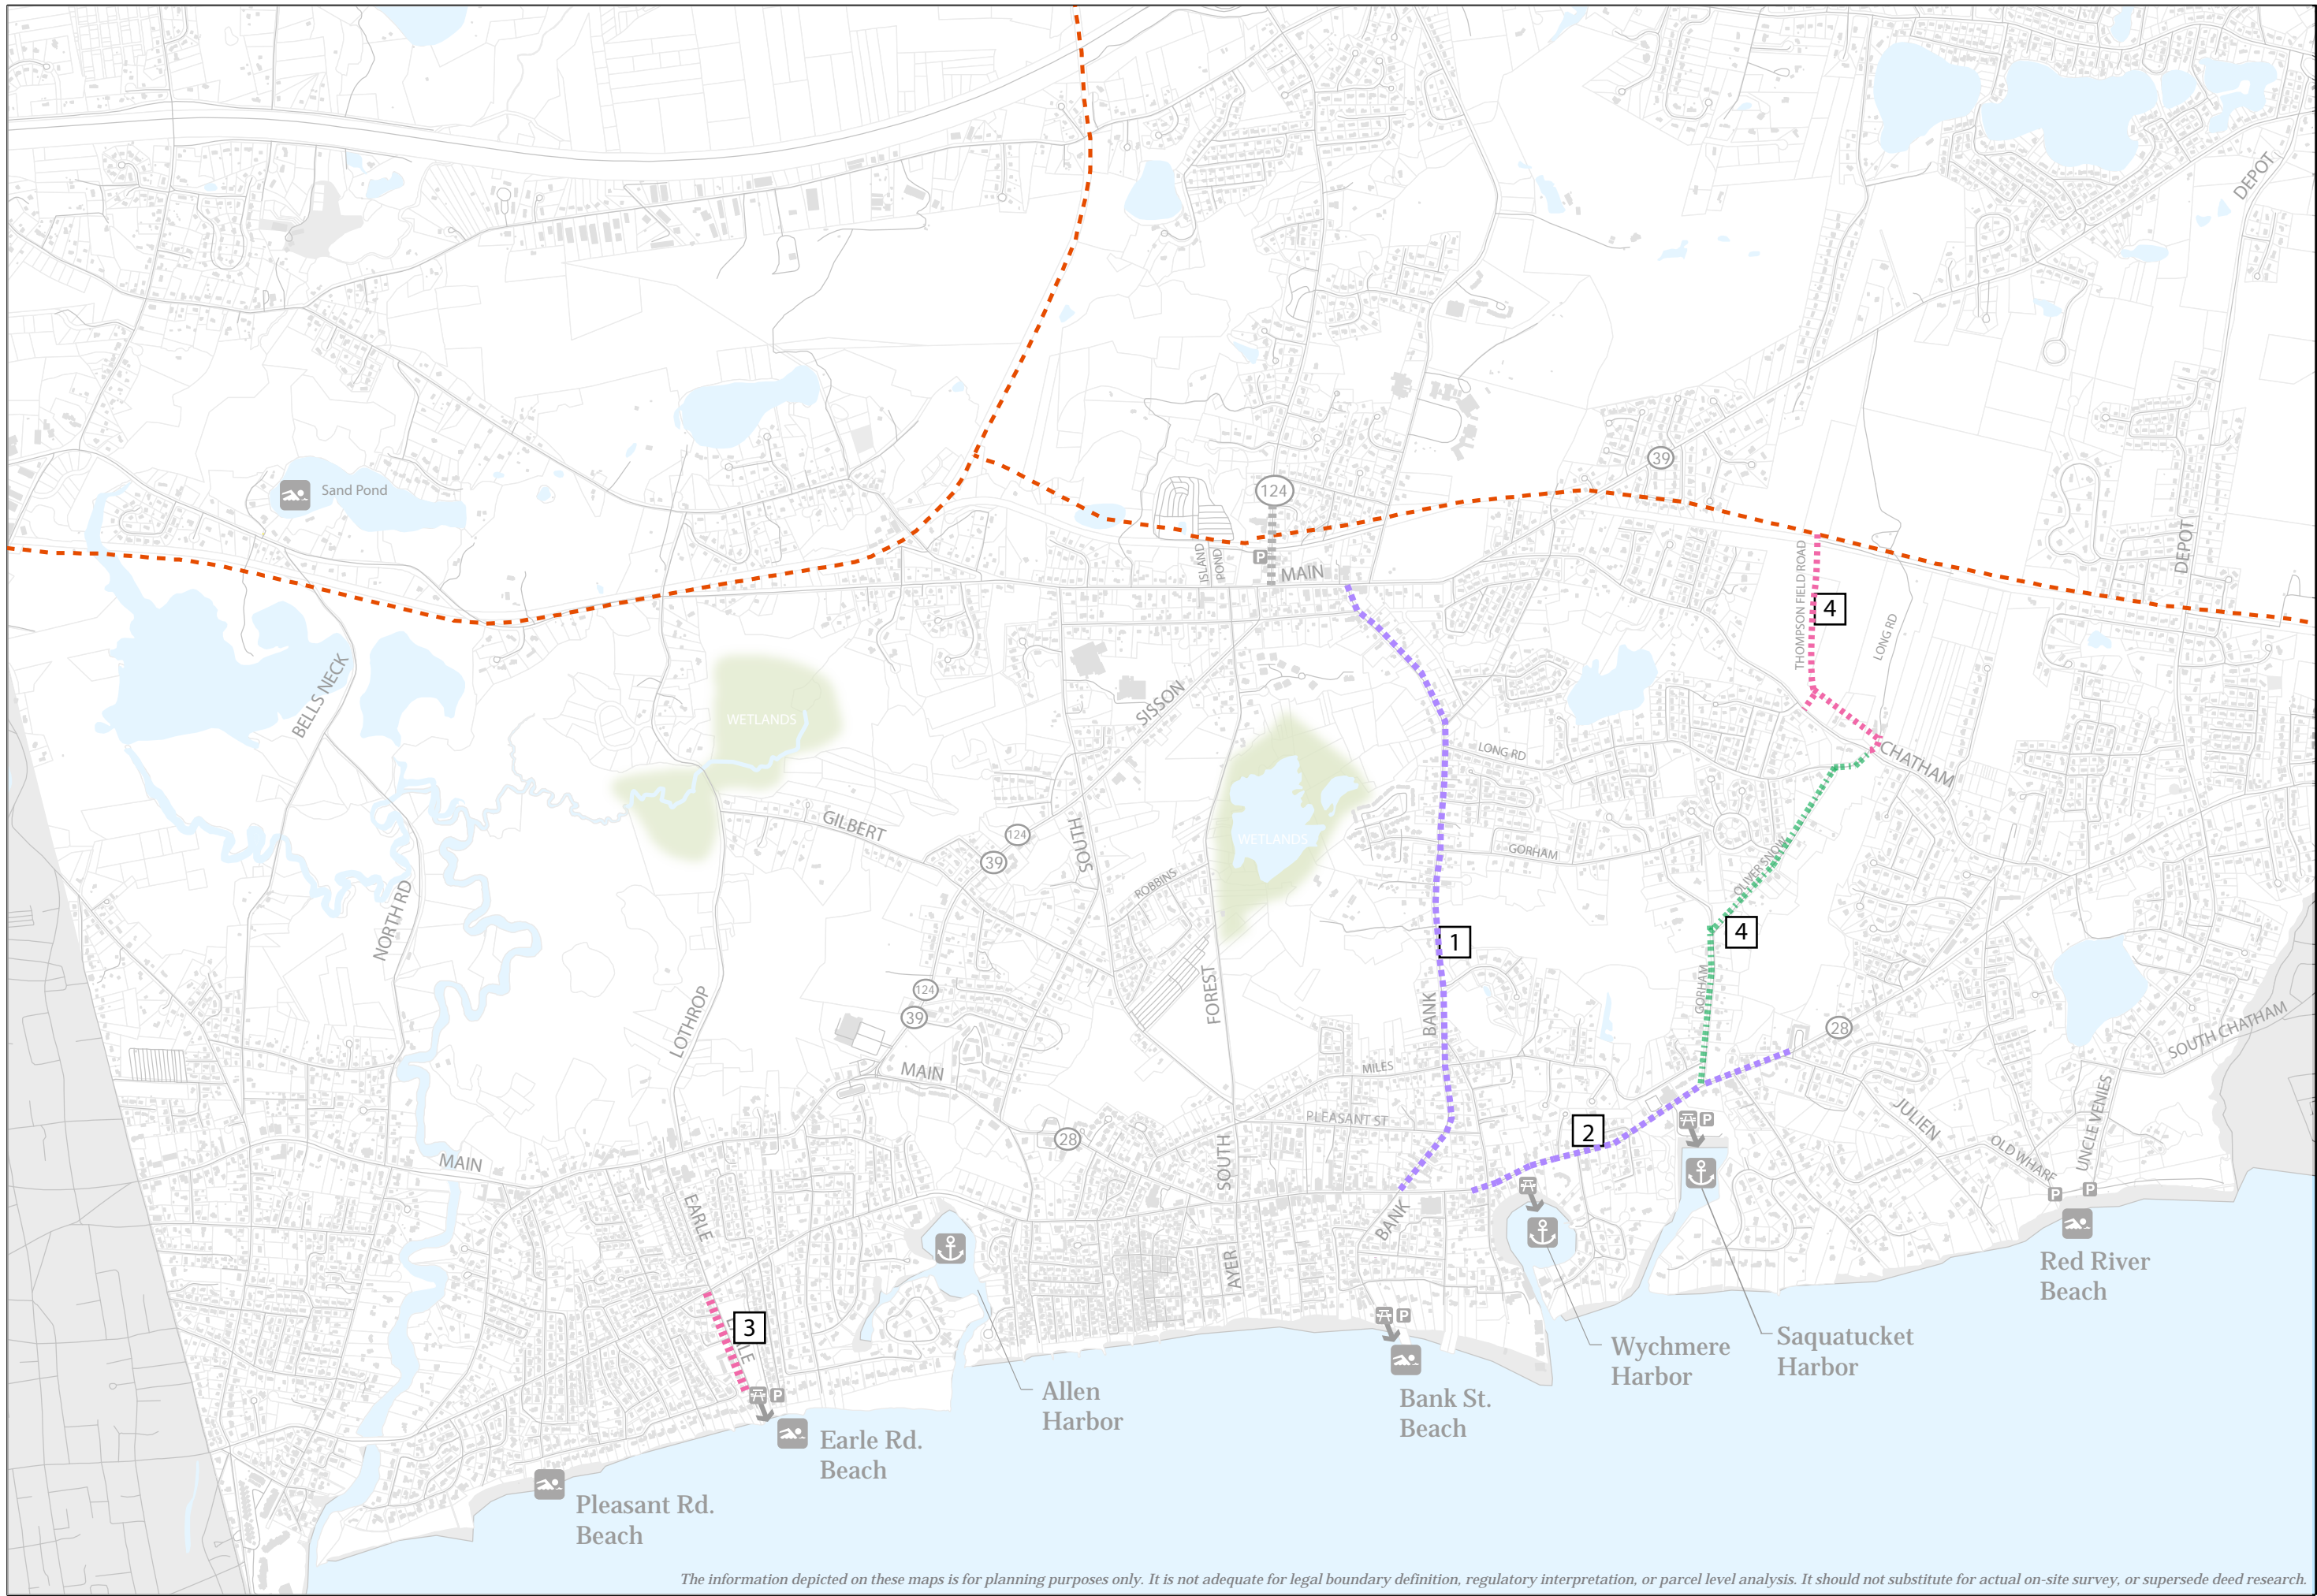 DEPOT
39
Sand Pond
124
P
ISLAND
POND
MAIN
DEPOT
THOMPSON FIELD ROAD
4
LONG RD
BELLS NECK
WETLANDS
SISSON
LONG RD
CHATHAM
GILBERT
124
39
SOUTH
WETLANDS
GORHAM
ROBBINS
OLIVER SNOW
NORTH RD
1
4
124
39
LOTHROP
FOREST
BANK
GORHAM
28
SOUTH CHATHAM
MAIN
MILES
PLEASANT ST
28
2
P
JULIEN
UNCLE VENIES
OLD WHARF
MAIN
SOUTH
P
P
EARLE
BANK
AYER
Red River
Beach
3
P
Wychmere
Harbor
Saquatucket
Harbor
P
Allen
Harbor
Bank St.
Beach
Earle Rd.
Beach
Pleasant Rd.
Beach
The information depicted on these maps is for planning purposes only. It is not adequate for legal boundary definition, regulatory interpretation, or parcel level analysis. It should not substitute for actual on-site survey, or supersede deed research.